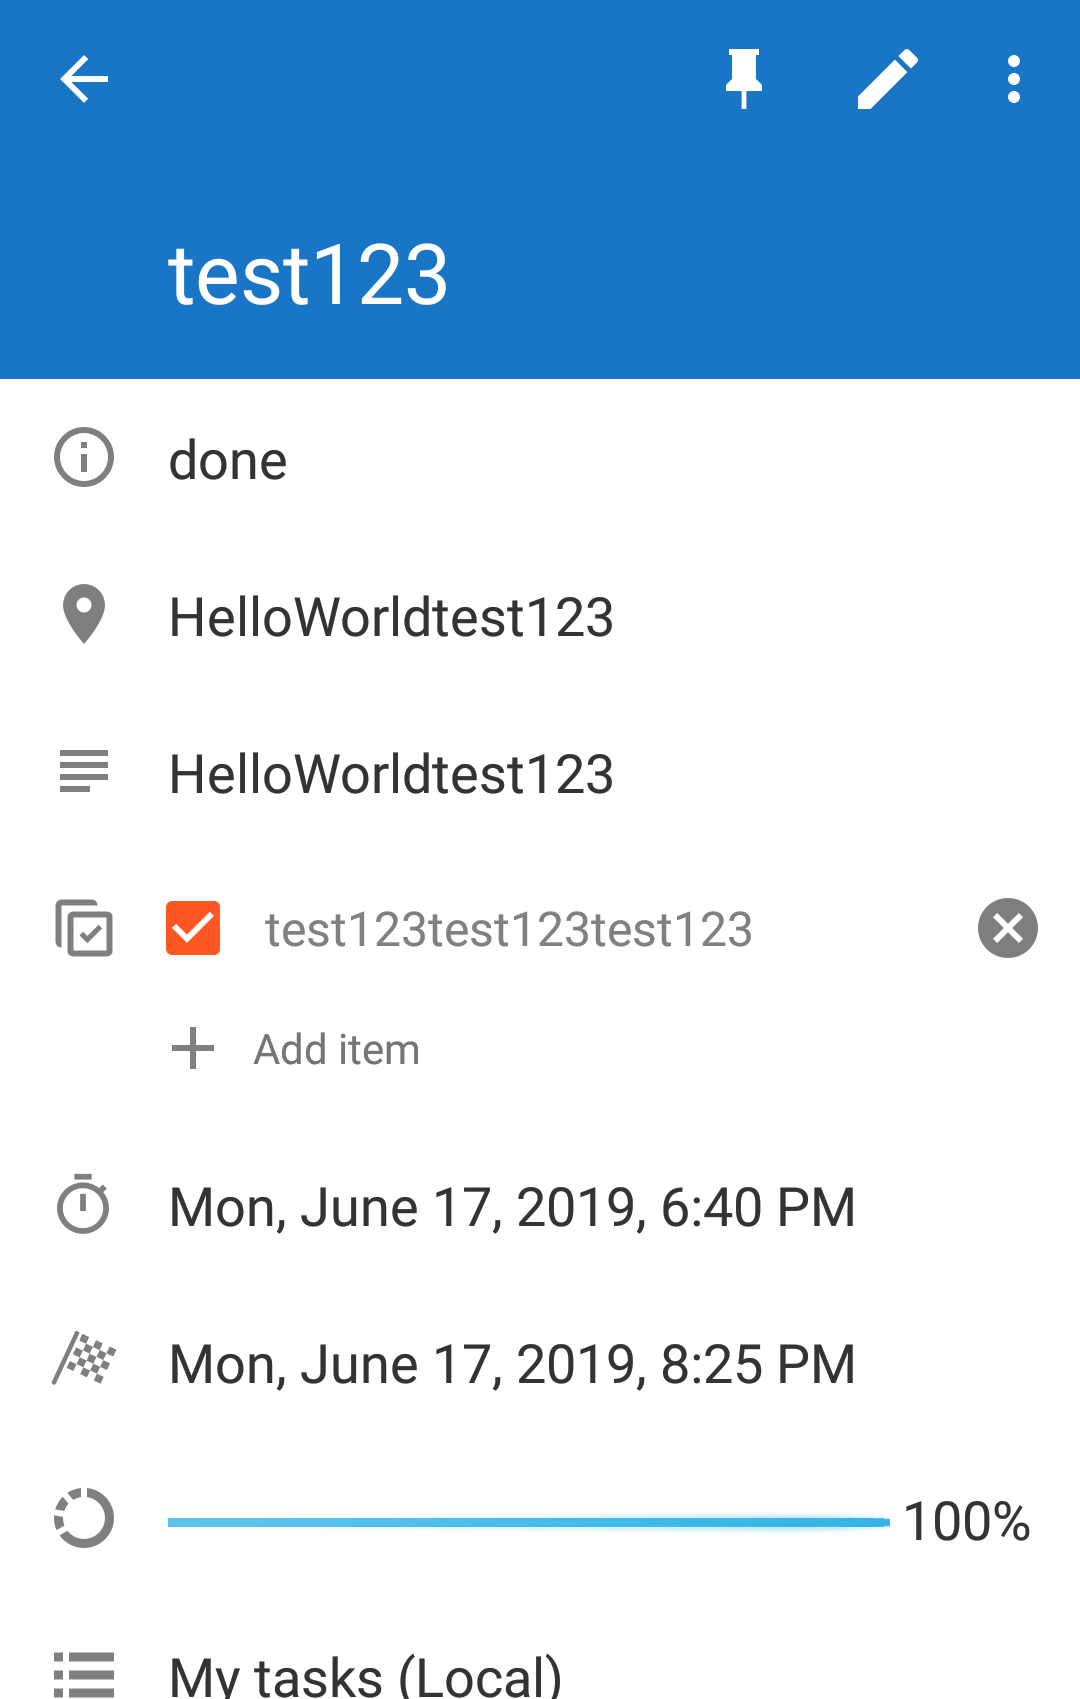 test123
done
HelloWorldtest123
HelloWorldtest123
test123test123test123
Add item
Mon, June 17, 2019, 6:40 PM
Mon, June 17, 2019, 8:25 PM
100%
My tasks (Local)